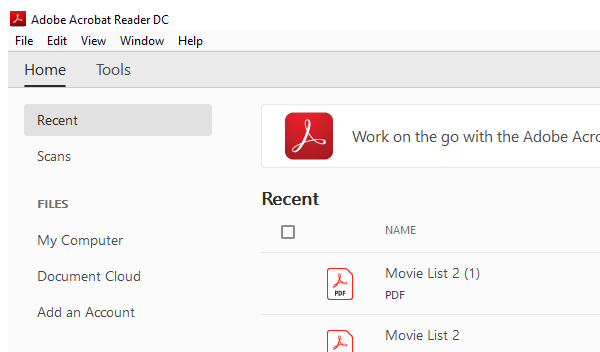 Adobe Acrobat Reader DC
File Edit View Window Help
Home Tools
Recent
Scans
FILES
My Computer
Document Cloud
Add an Account
Work on the go with the Adobe Acro
Recent
NAME
Movie List 2 (1)
PDF
PDF
Movie List 2